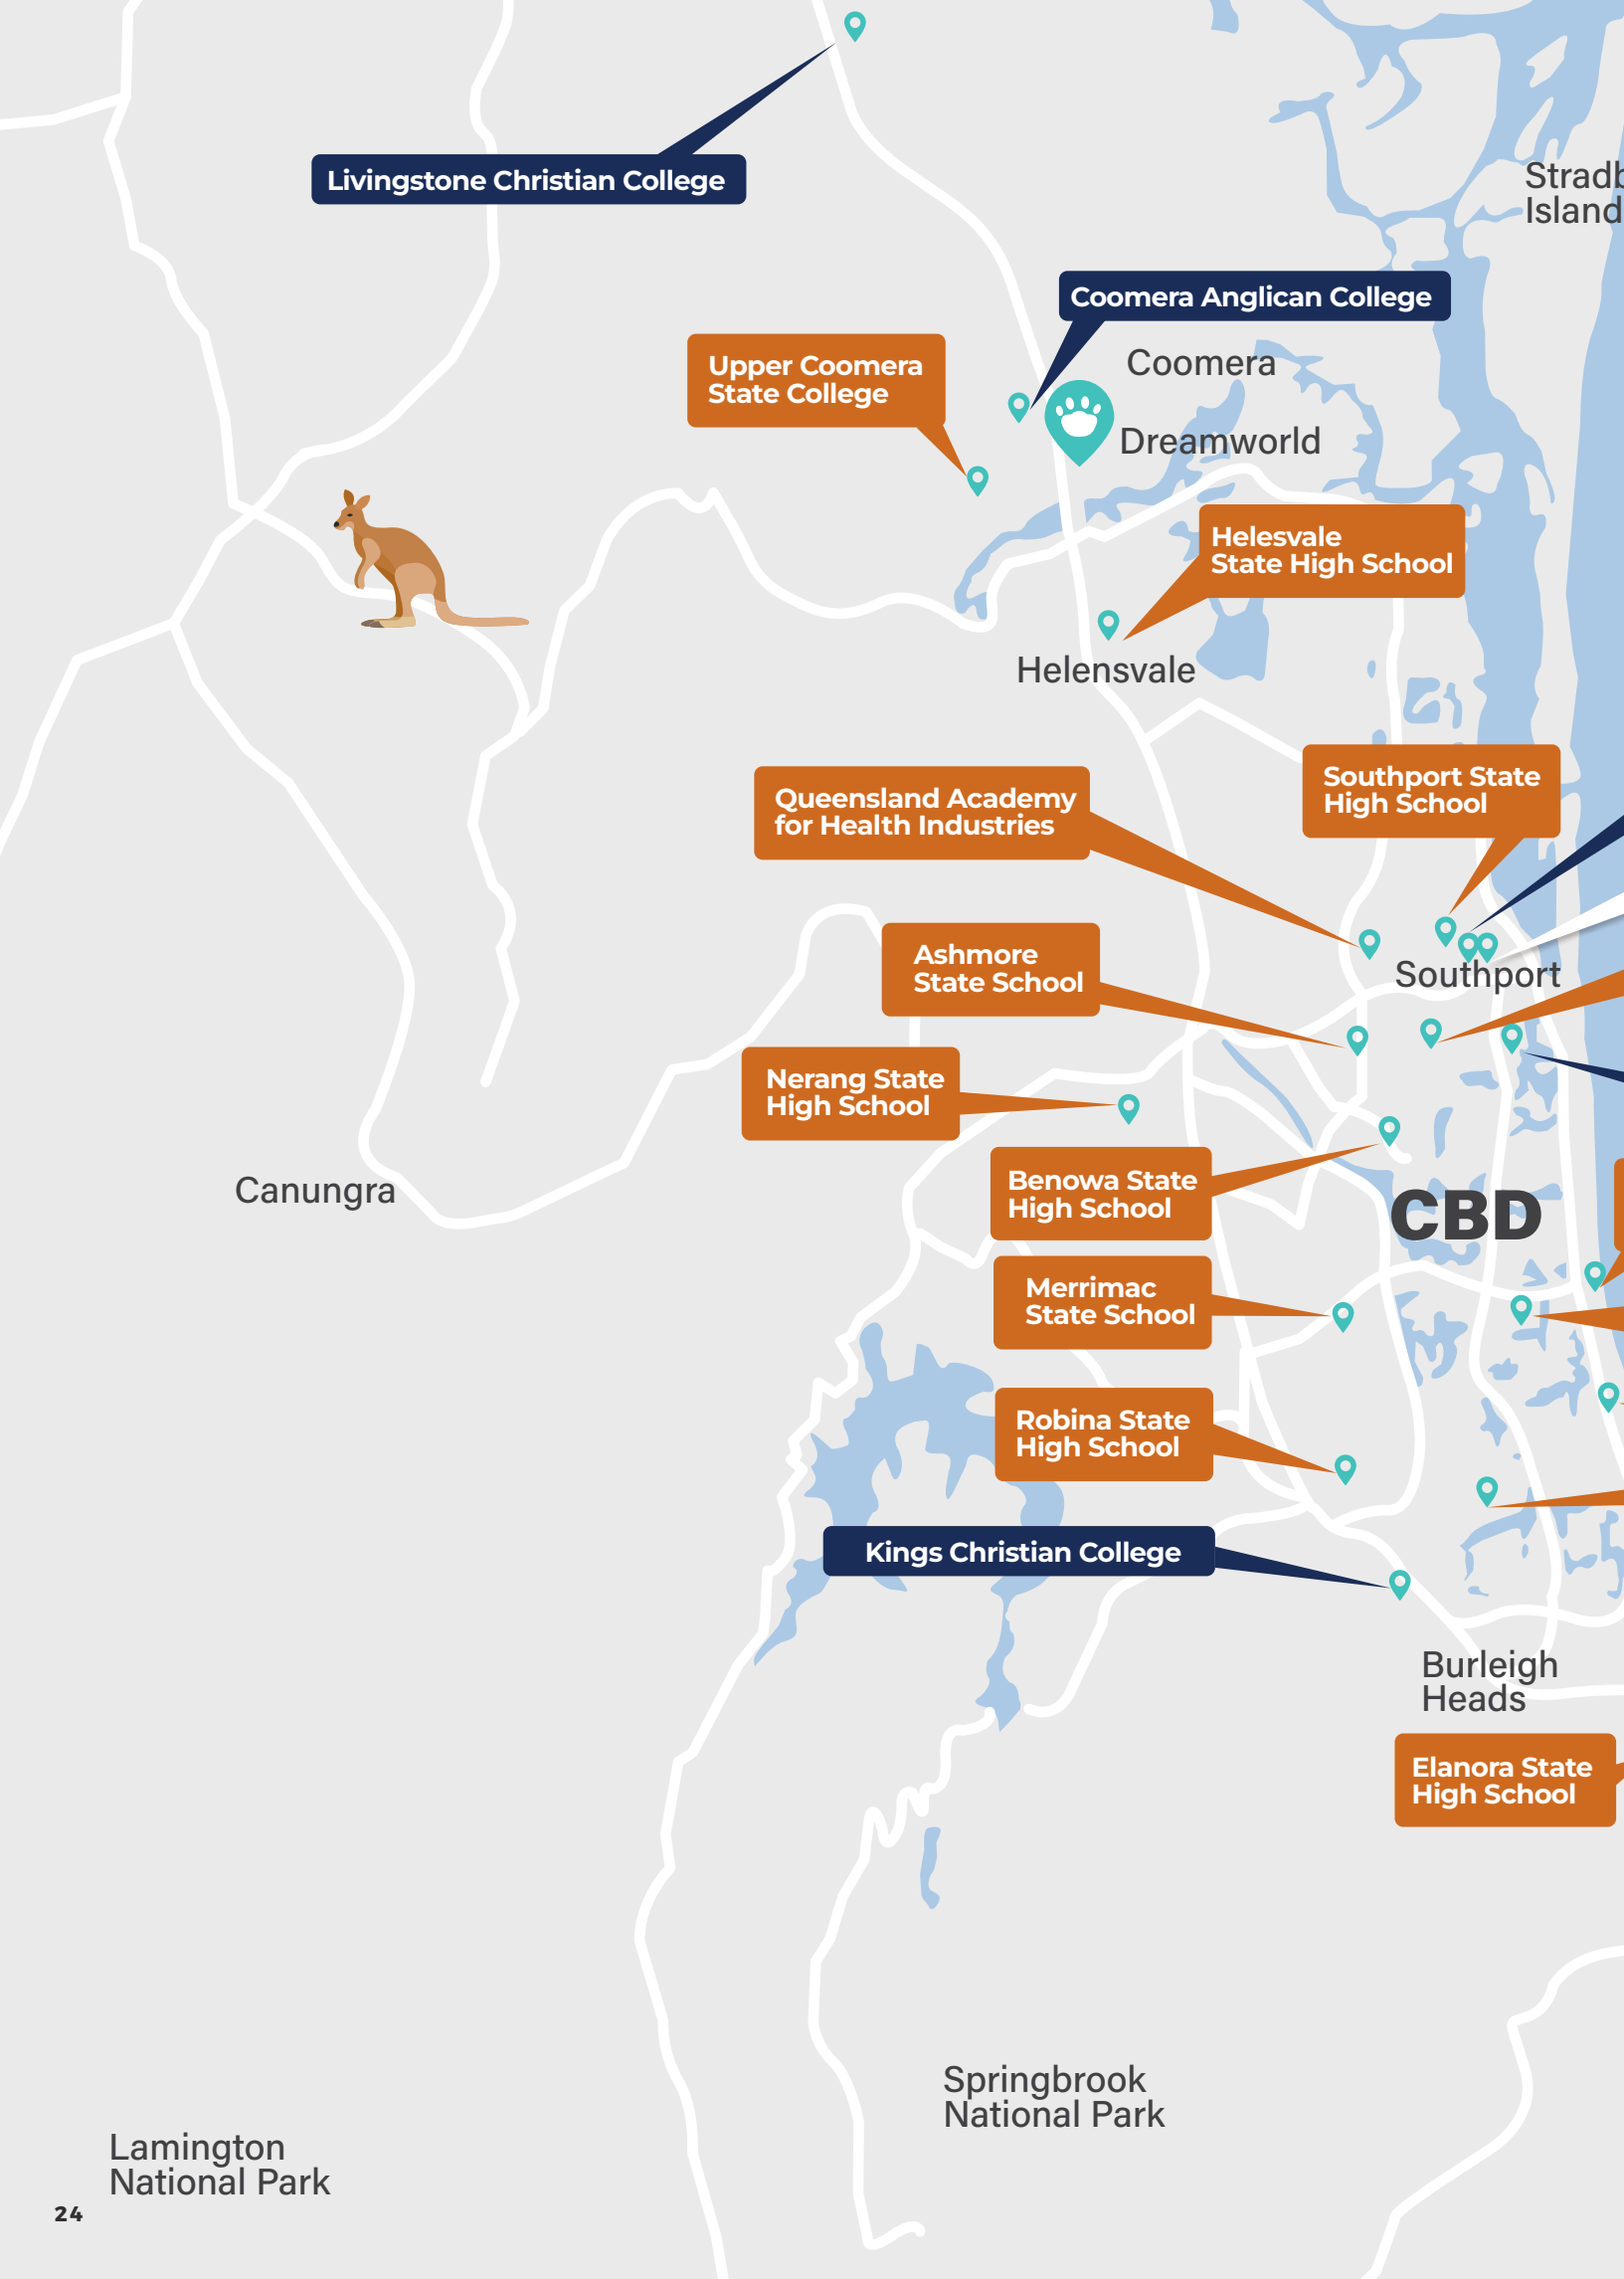 Livingstone Christian College
Stradb
Island
Coomera Anglican College
Upper Coomera
State College
Coomera
Dreamworld
Helesvale
State High School
Helensvale
Southport State
High School
Queensland Academy
for Health Industries
Ashmore
State School
Southport
Nerang State
High School
Benowa State
High School
Canungra
CBD
Merrimac
State School
Robina State
High School
Kings Christian College
Burleigh
Heads
Elanora State
High School
Springbrook
National Park
Lamington
National Park
24